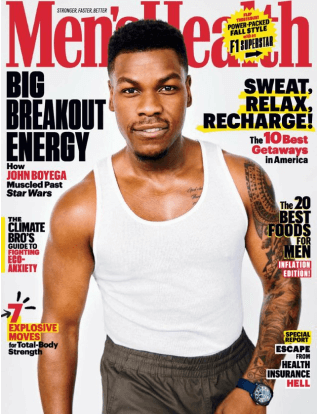 STRONGER, FASTER, BETTER
Men'sHealth
POWER-PACKED
FALL STYLE
F1 SUPERSTAR
BIG
BREAKOUT
ENERGY
How
JOHN BOYEGA
Muscled Past
Star Wars
THE
CLIMATE
BRO'S
GUIDE TO
FIGHTING
ECO-
ANXIETY
7
EXPLOSIVE
MOVES
for Total-Body
Strength
SWEAT,
RELAX,
RECHARGE!
The 10 Best
Getaways
in America
The 20
BEST
FOODS
FOR
MEN
INFLATION
EDITION!
SPECIAL
REPORT
ESCAPE
FROM
HEALTH
INSURANCE
HELL